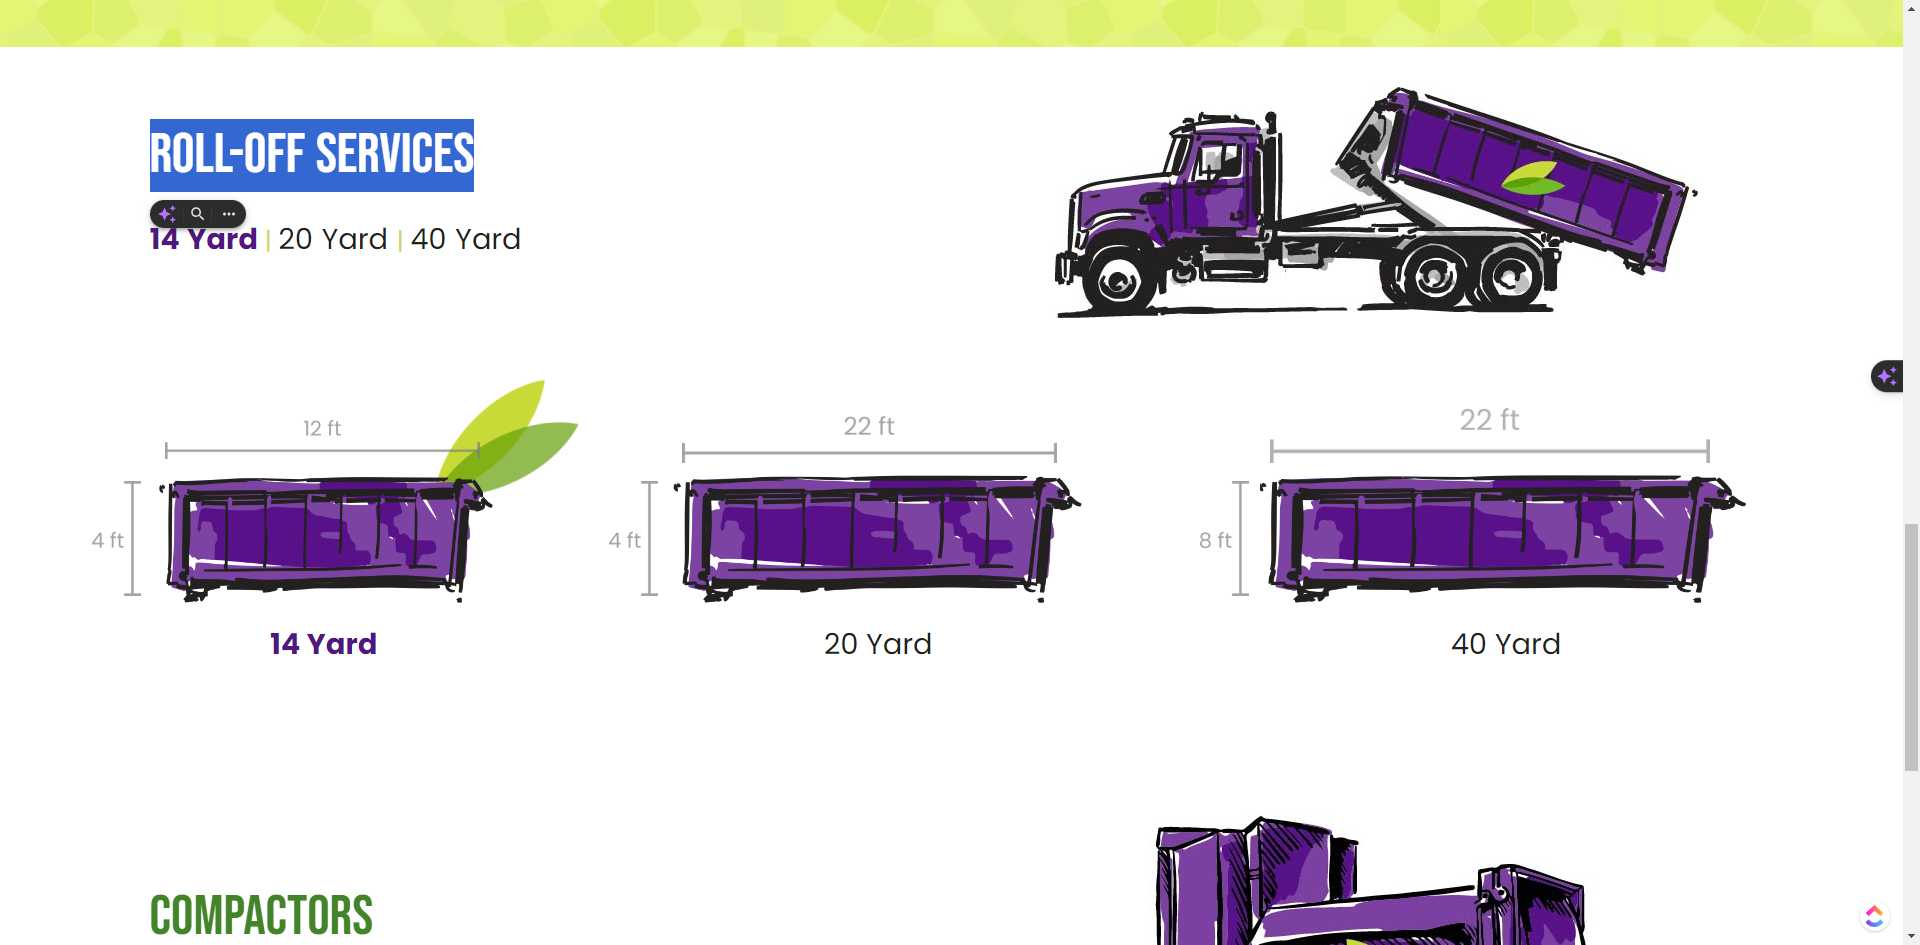 ROLL-OFF SERVICES
14 Yard | 20 Yard | 40 Yard
12 ft
22 ft
22 ft
4 ft
4 ft
8 ft
14 Yard
20 Yard
40 Yard
COMPACTORS